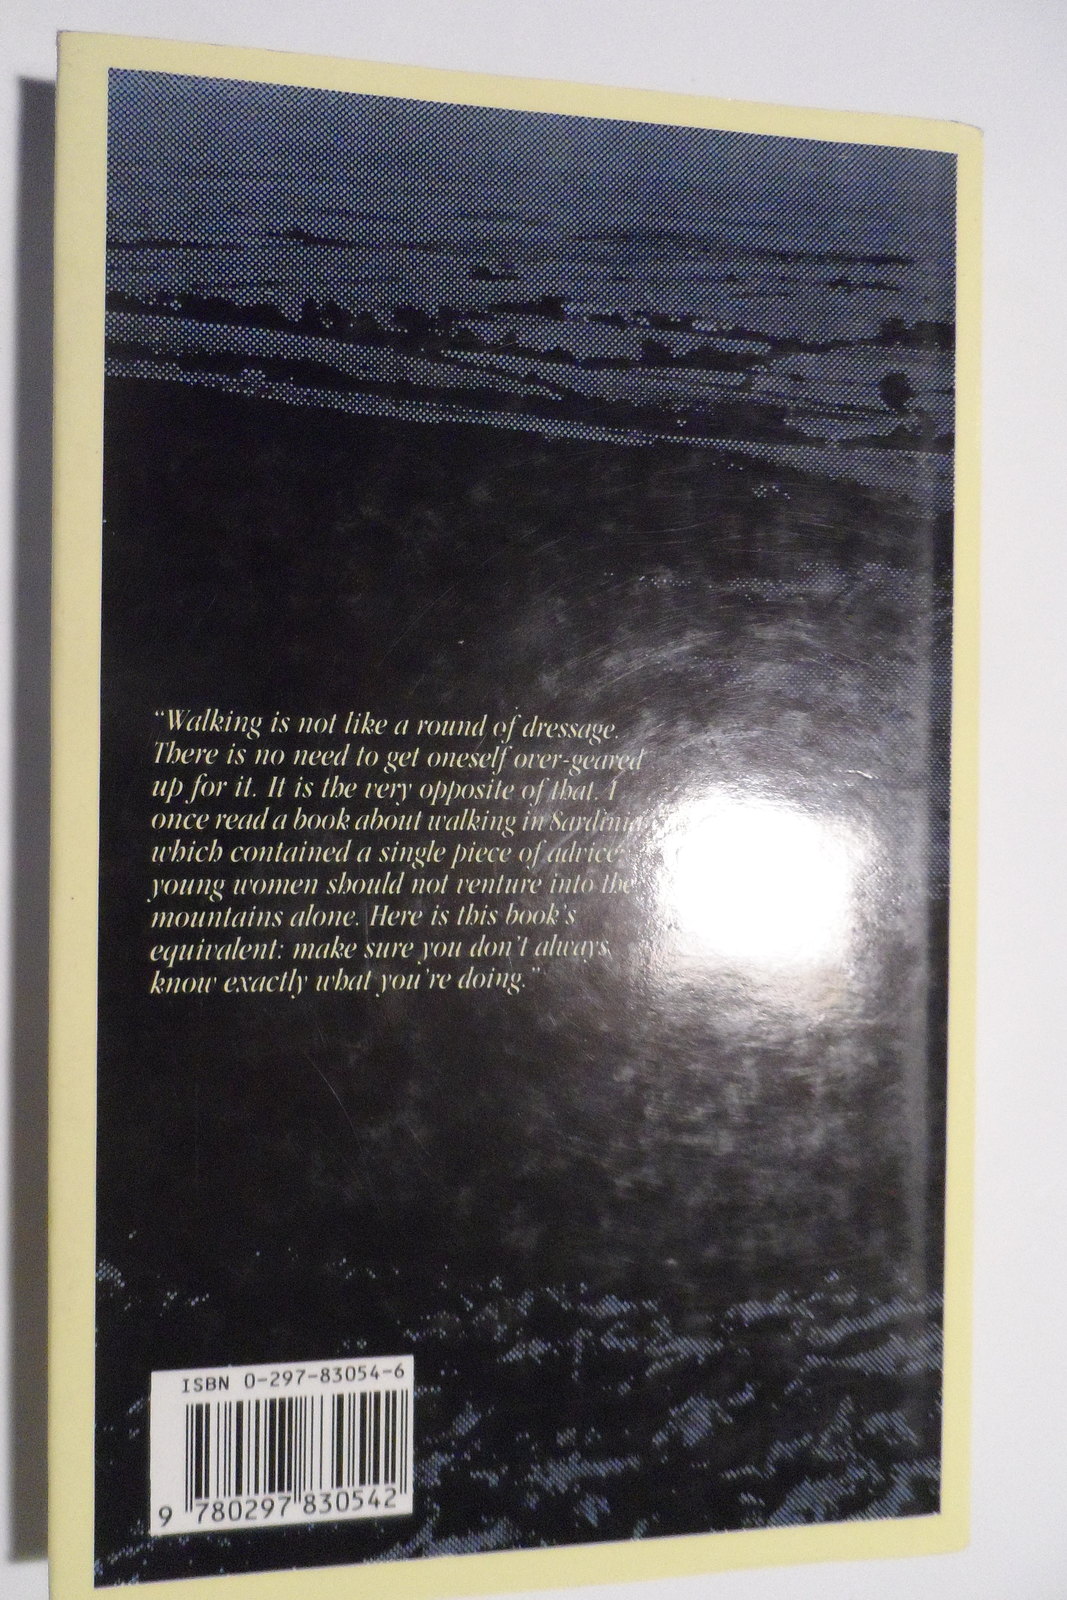 “Walking is not like a round of dressage.
There is no need to get oneself over-geared
up for it. It is the very opposite of that. I
once read a book about walking in Sardinia
which contained a single piece of advice:
young women should not venture into the
mountains alone. Here is this book's
equivalent: make sure you don't always
know exactly what you're doing.”
ISBN 0-297-83054-6
9 780297 830542